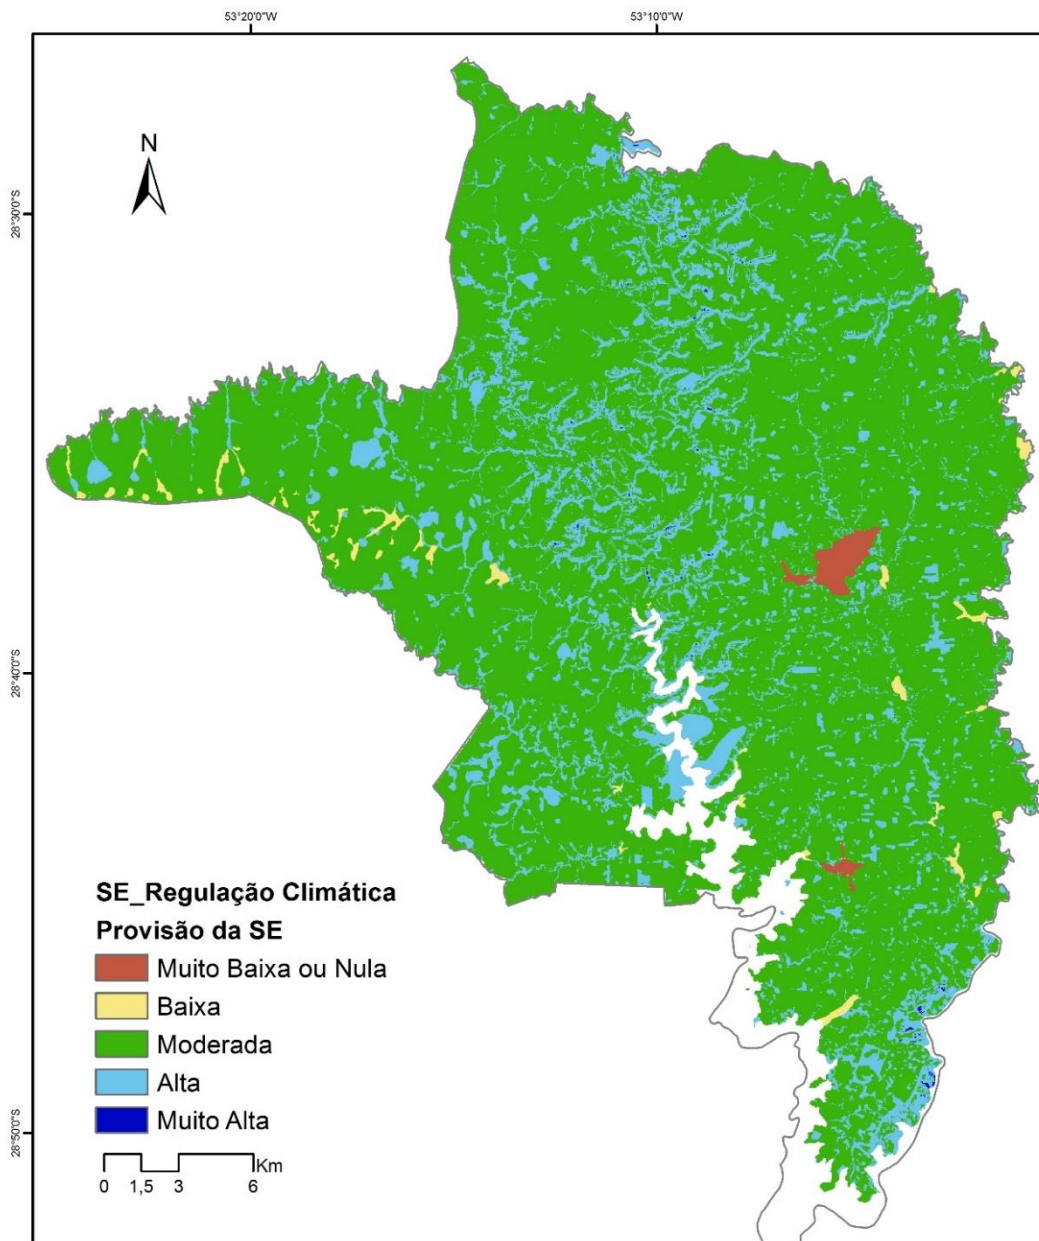 53°20'0"W
53°10'0"W
N
28°30'0"S
28°40'0"S
SE_Regulação Climática
Provisão da SE
Muito Baixa ou Nula
Baixa
Moderada
Alta
Muito Alta
28°50'0"S
Km
0 1,5 3 6